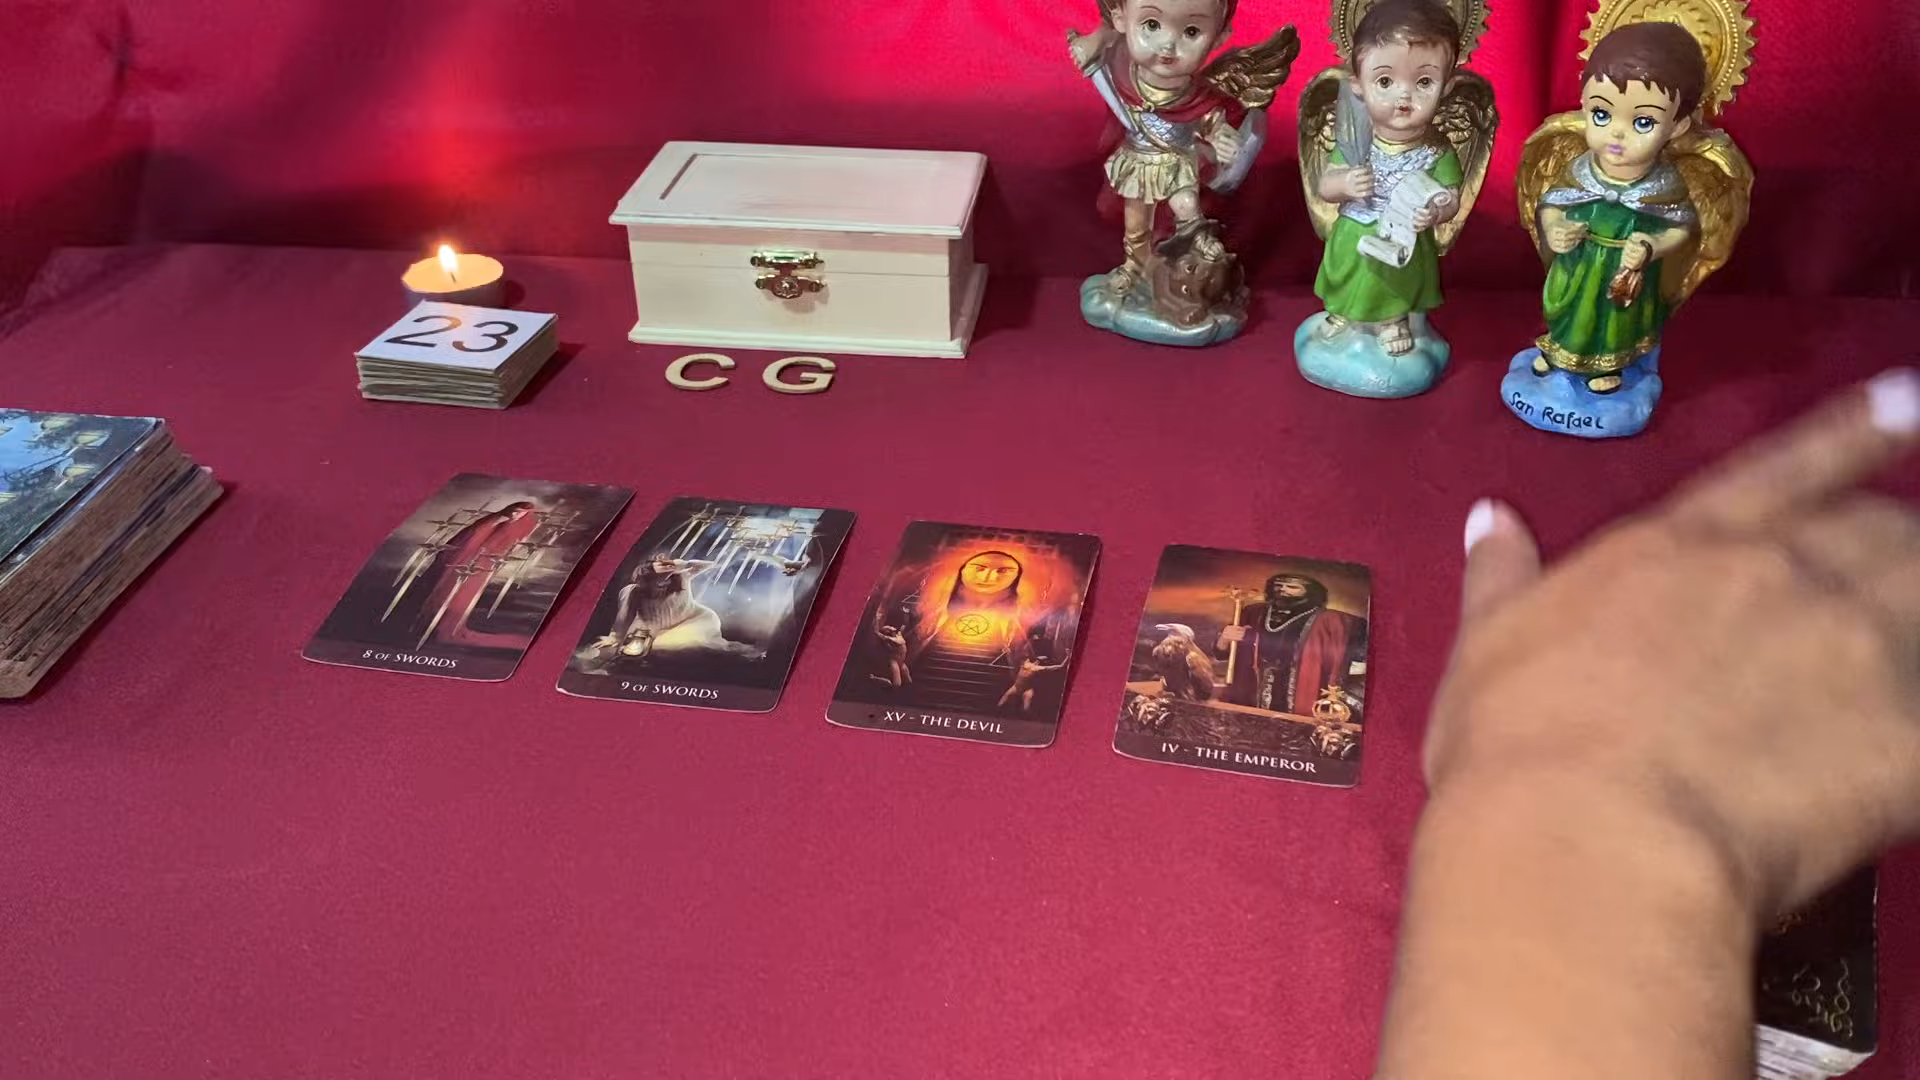 23
C G
San Rafael
8 OF SWORDS
9 OF SWORDS
XV - THE DEVIL
IV - THE EMPEROR